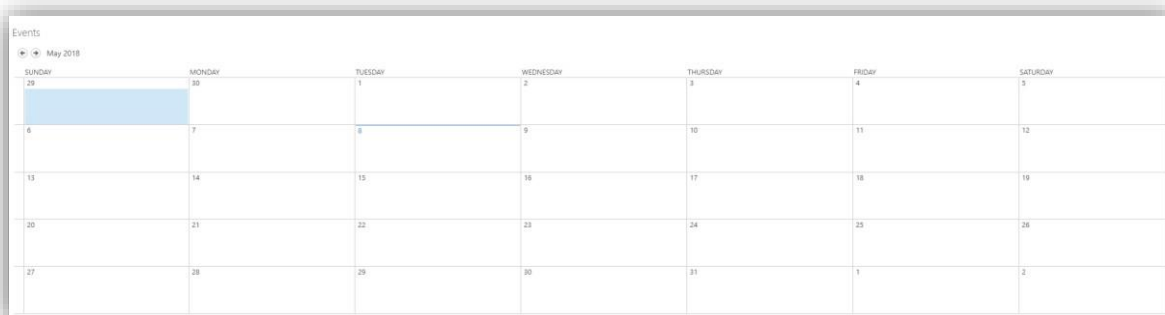 Events
May 2018
SUNDAY MONDAY TUESDAY WEDNESDAY THURSDAY FRIDAY SATURDAY
29 30 1 2 3 4 5
6 7 8 9 10 11 12
13 14 15 16 17 18 19
20 21 22 23 24 25 26
27 28 29 30 31 1 2